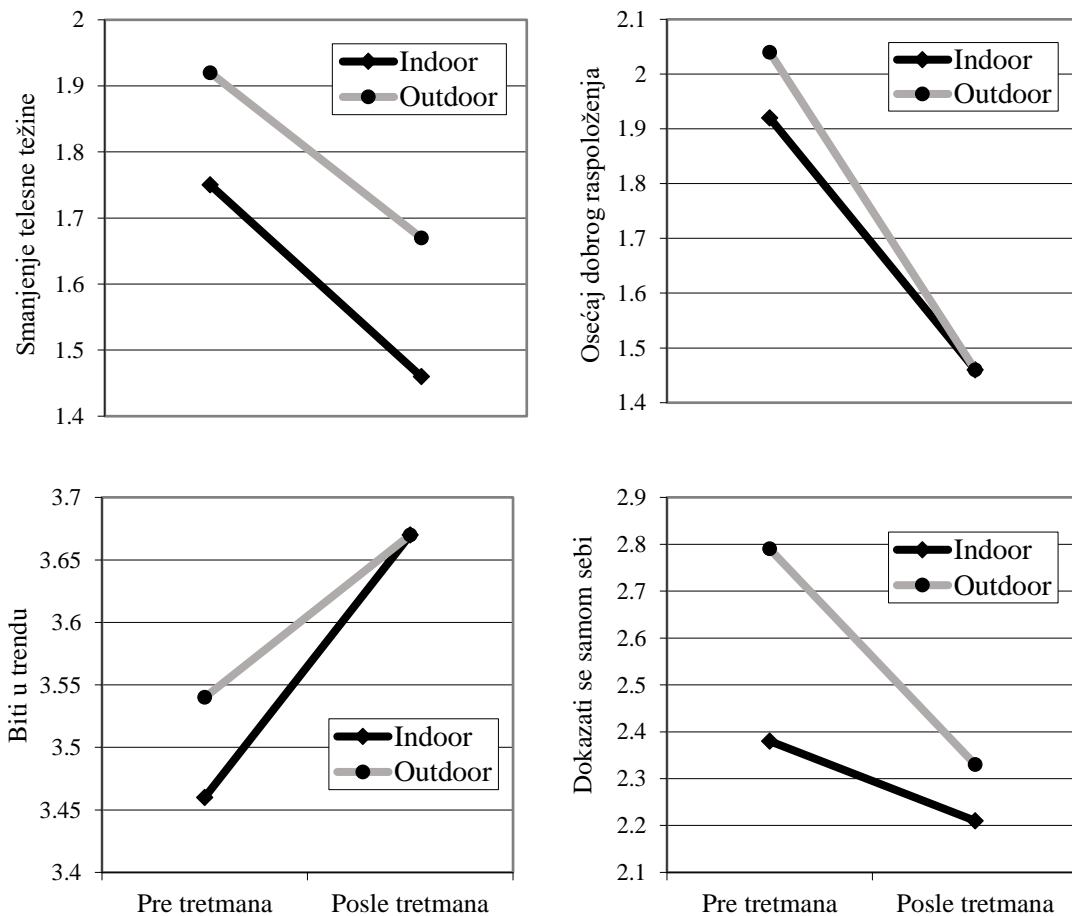 Smanjenje telesne težine
2
1.9
1.8
1.7
1.6
1.5
1.4
Indoor
Outdoor
Osećaj dobrog raspoloženja
2.1
2
1.9
1.8
1.7
1.6
1.5
1.4
Indoor
Outdoor
Biti u trendu
3.7
3.65
3.6
3.55
3.5
3.45
3.4
Indoor
Outdoor
Pre tretmana
Posle tretmana
Dokazati se samom sebi
2.9
2.8
2.7
2.6
2.5
2.4
2.3
2.2
2.1
Indoor
Outdoor
Pre tretmana
Posle tretmana